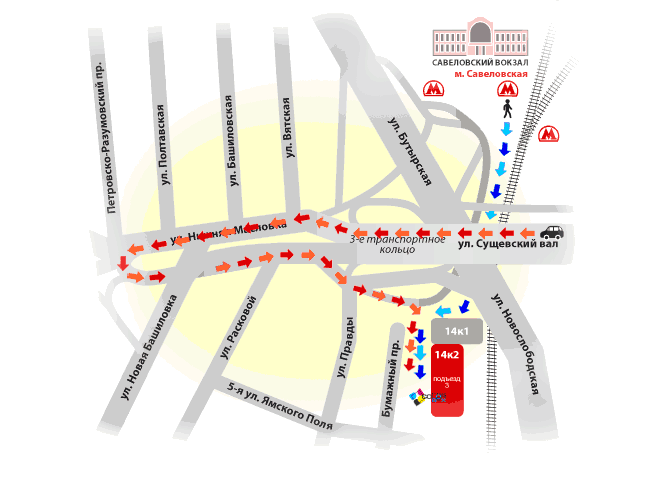 САВЕЛОВСКИЙ ВОКЗАЛ
м. Савеловская
Петровско-Разумовский пр.
ул. Полтавская
ул. Башиловская
ул. Вятская
ул. Бутырская
ул. Нижняя Масловка
3-е транспортное
кольцо
ул. Сущевский вал
ул. Новая Башиловка
ул. Расковой
ул. Правды
Бумажный пр.
5-я ул. Ямского Поля
ул. Новослободская
14к1
14к2
подъезд
3